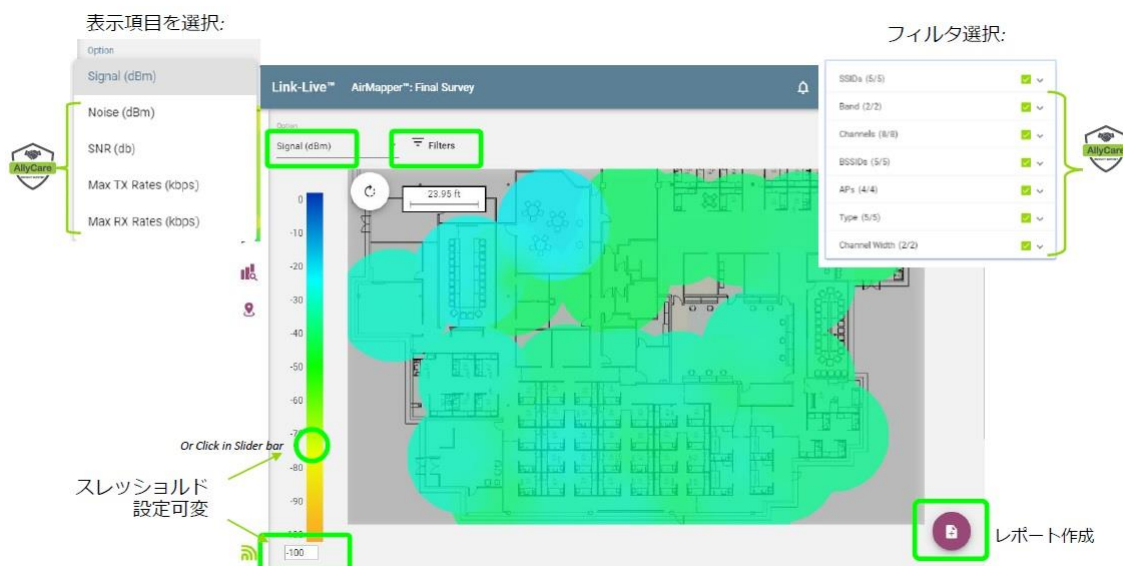 表示項目を選択:
Option
Signal (dBm)
Noise (dBm)
SNR (db)
Max TX Rates (kbps)
Max RX Rates (kbps)
AllyCare
Link-Live™ AirMapper™: Final Survey
Option
Signal (dBm)
Filters
23.95 ft
0
-10
-20
-30
-40
-50
-60
-70
-80
-90
-100
-100
Or Click in Slider bar
スレッショルド
設定可変
フィルタ選択:
SSIDs (5/5)
Band (2/2)
Channels (8/8)
BSSIDs (5/5)
APs (4/4)
Type (5/5)
Channel Width (2/2)
AllyCare
レポート作成